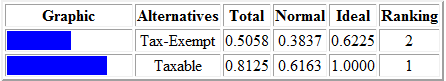 Graphic Alternatives Total Normal Ideal Ranking
Tax-Exempt 0.5058 0.3837 0.6225 2
Taxable 0.8125 0.6163 1.0000 1